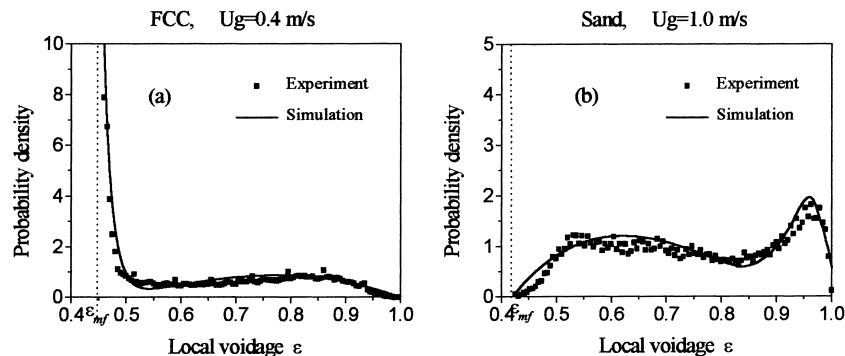 FCC, Ug=0.4 m/s
10
8
6
4
2
0
Probability density
(a)
Experiment
Simulation
0.4 εmf 0.5 0.6 0.7 0.8 0.9 1.0
Local voidage ε
Sand, Ug=1.0 m/s
5
4
3
2
1
0
Probability density
(b)
Experiment
Simulation
0.4 εmf 0.5 0.6 0.7 0.8 0.9 1.0
Local voidage ε